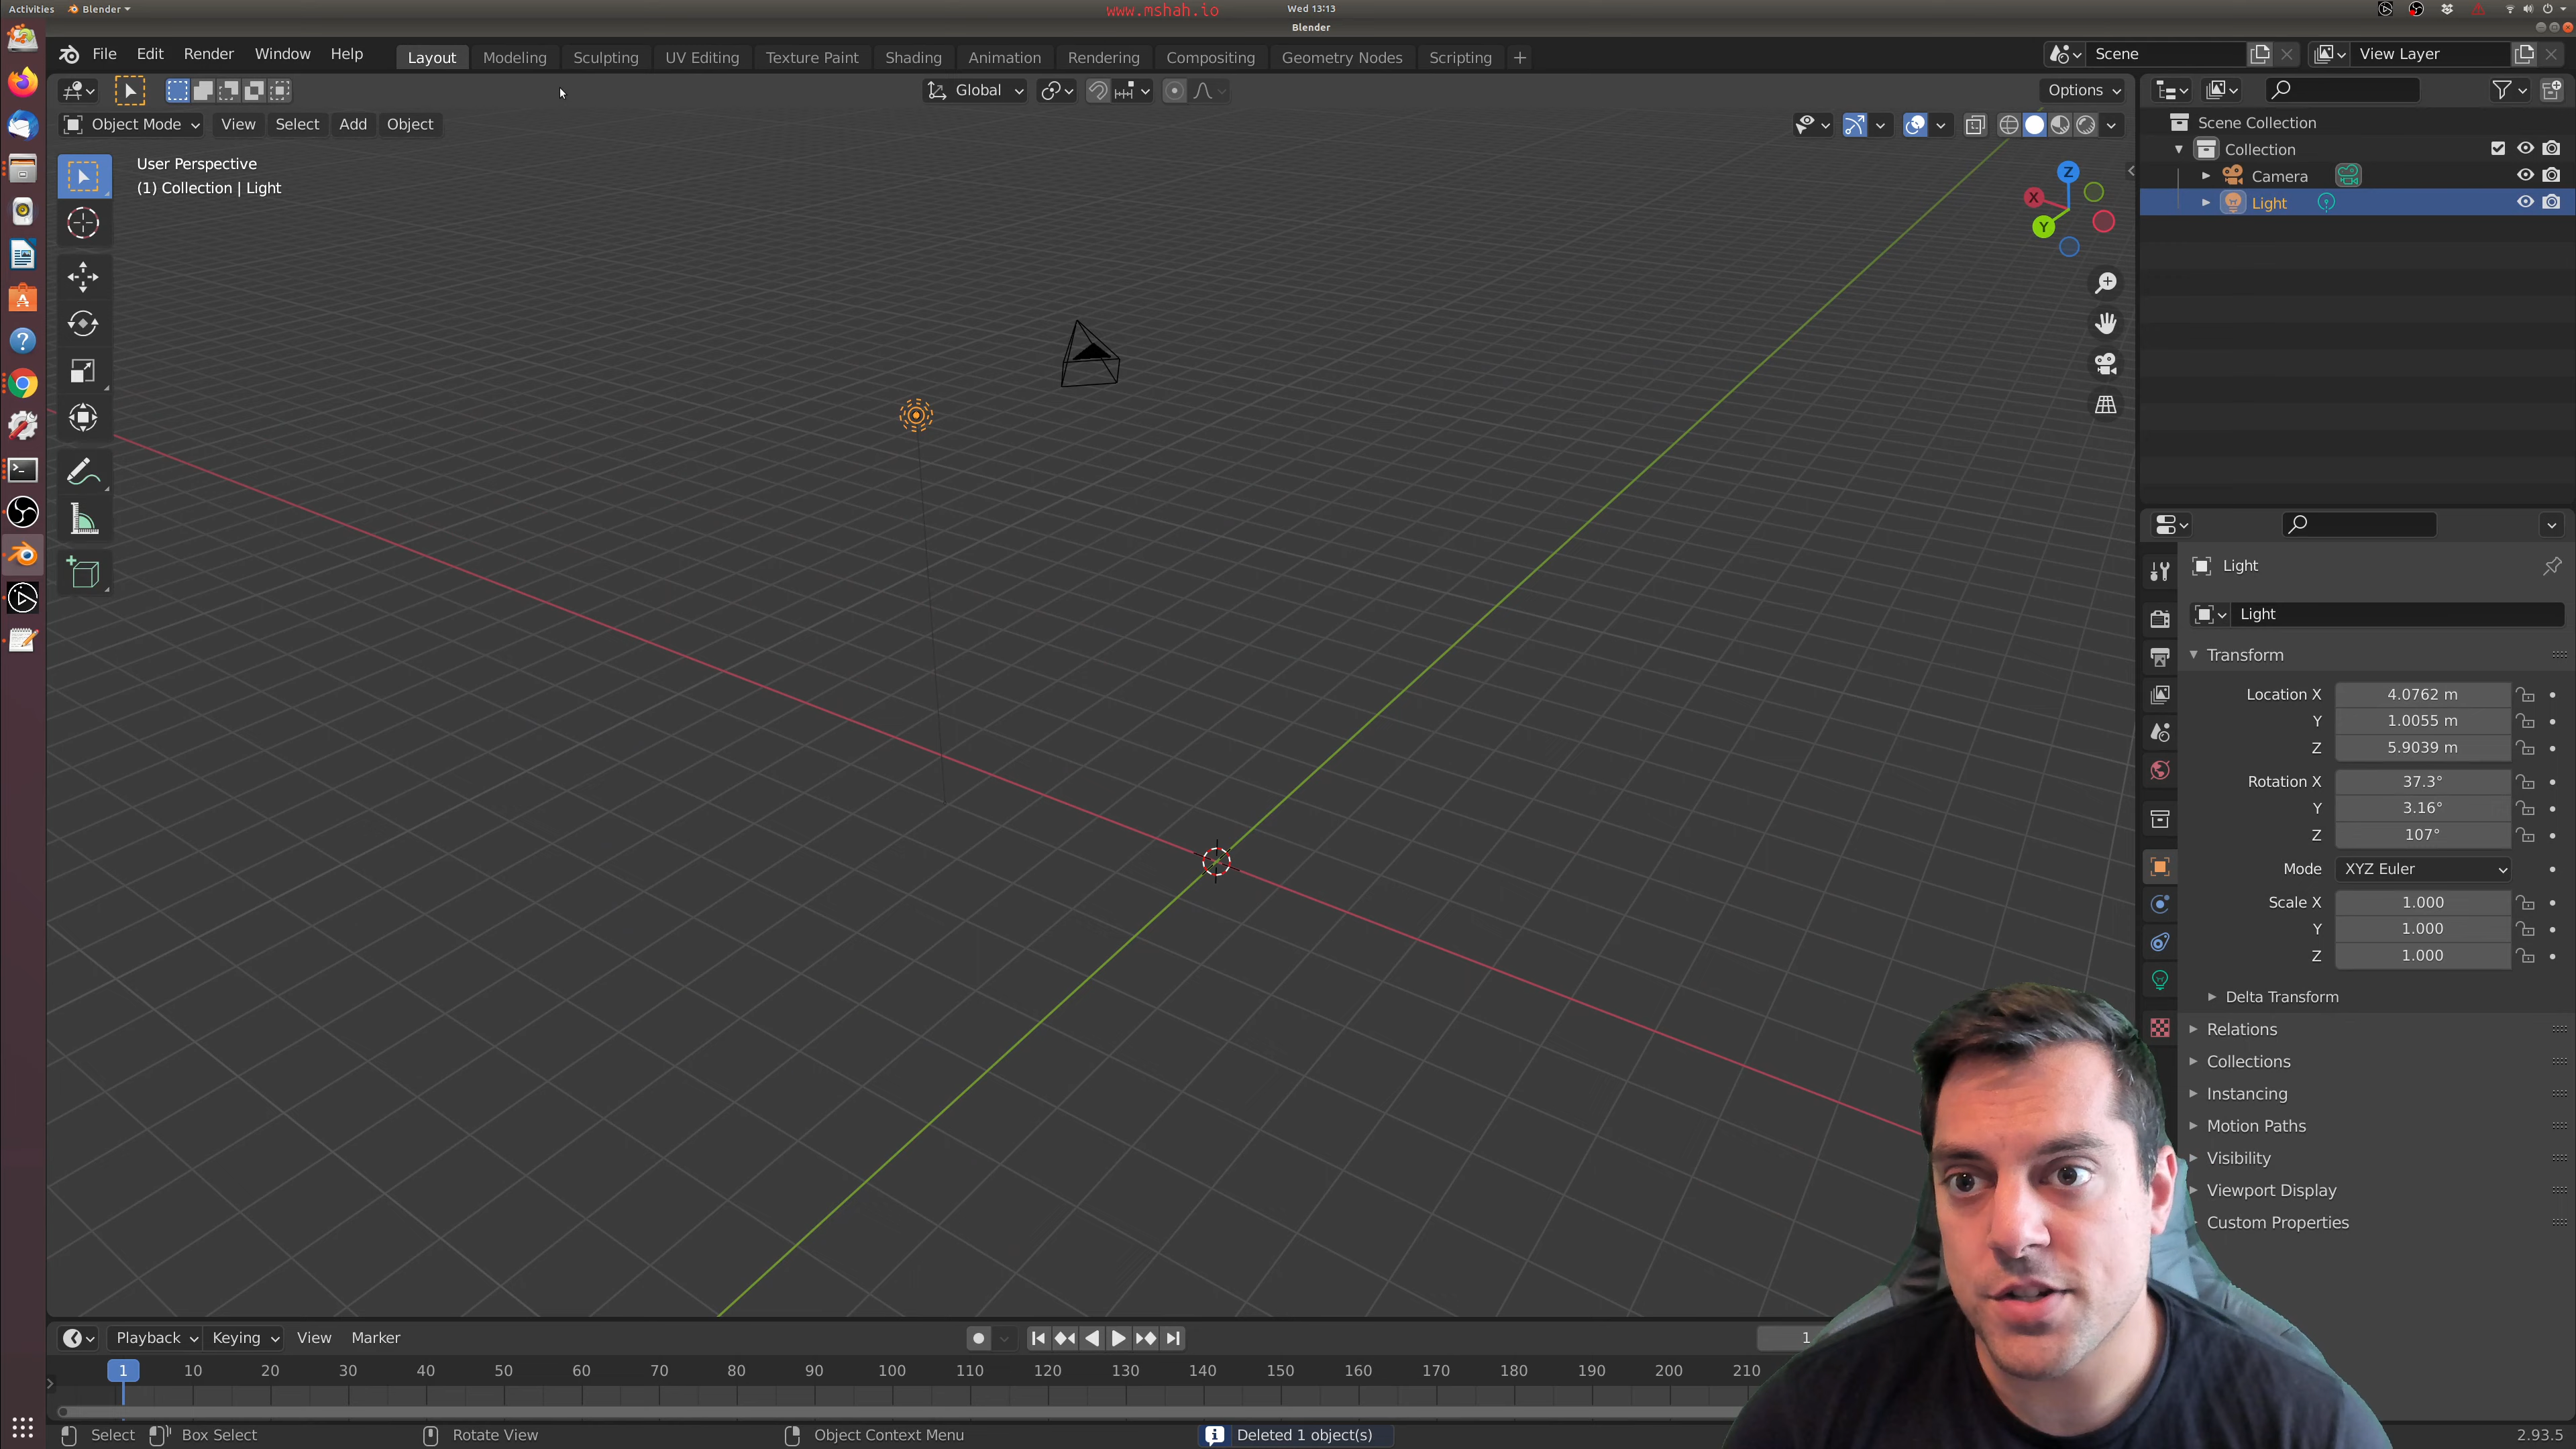 Activities Blender www.mshah.io Wed 13:13
Blender
File Edit Render Window Help Layout Modeling Sculpting UV Editing Texture Paint Shading Animation Rendering Compositing Geometry Nodes Scripting + Scene View Layer
Global Options
Object Mode View Select Add Object
User Perspective
(1) Collection | Light
Z
X
Y
Scene Collection
Collection
Camera
Light
Light
Light
Transform
Location X 4.0762 m
Y 1.0055 m
Z 5.9039 m
Rotation X 37.3°
Y 3.16°
Z 107°
Mode XYZ Euler
Scale X 1.000
Y 1.000
Z 1.000
Delta Transform
Relations
Collections
Instancing
Motion Paths
Visibility
Viewport Display
Custom Properties
Playback Keying View Marker 1
1 10 20 30 40 50 60 70 80 90 100 110 120 130 140 150 160 170 180 190 200 210
Select Box Select Rotate View Object Context Menu Deleted 1 object(s) 2.93.5